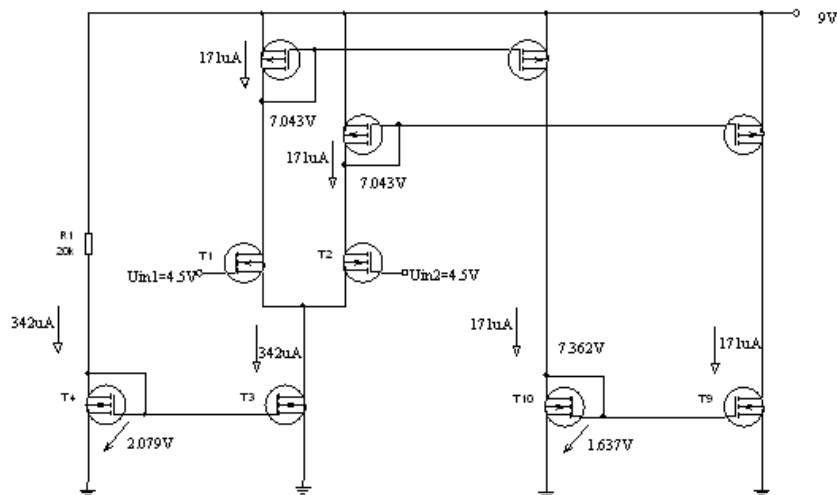 9V
171uA
7.043V
171uA
7.043V
R1
20k
T1
T2
Uin1=4.5V
Uin2=4.5V
342uA
342uA
171uA
7.362V
171uA
T4
T3
T10
T9
2.079V
1.637V